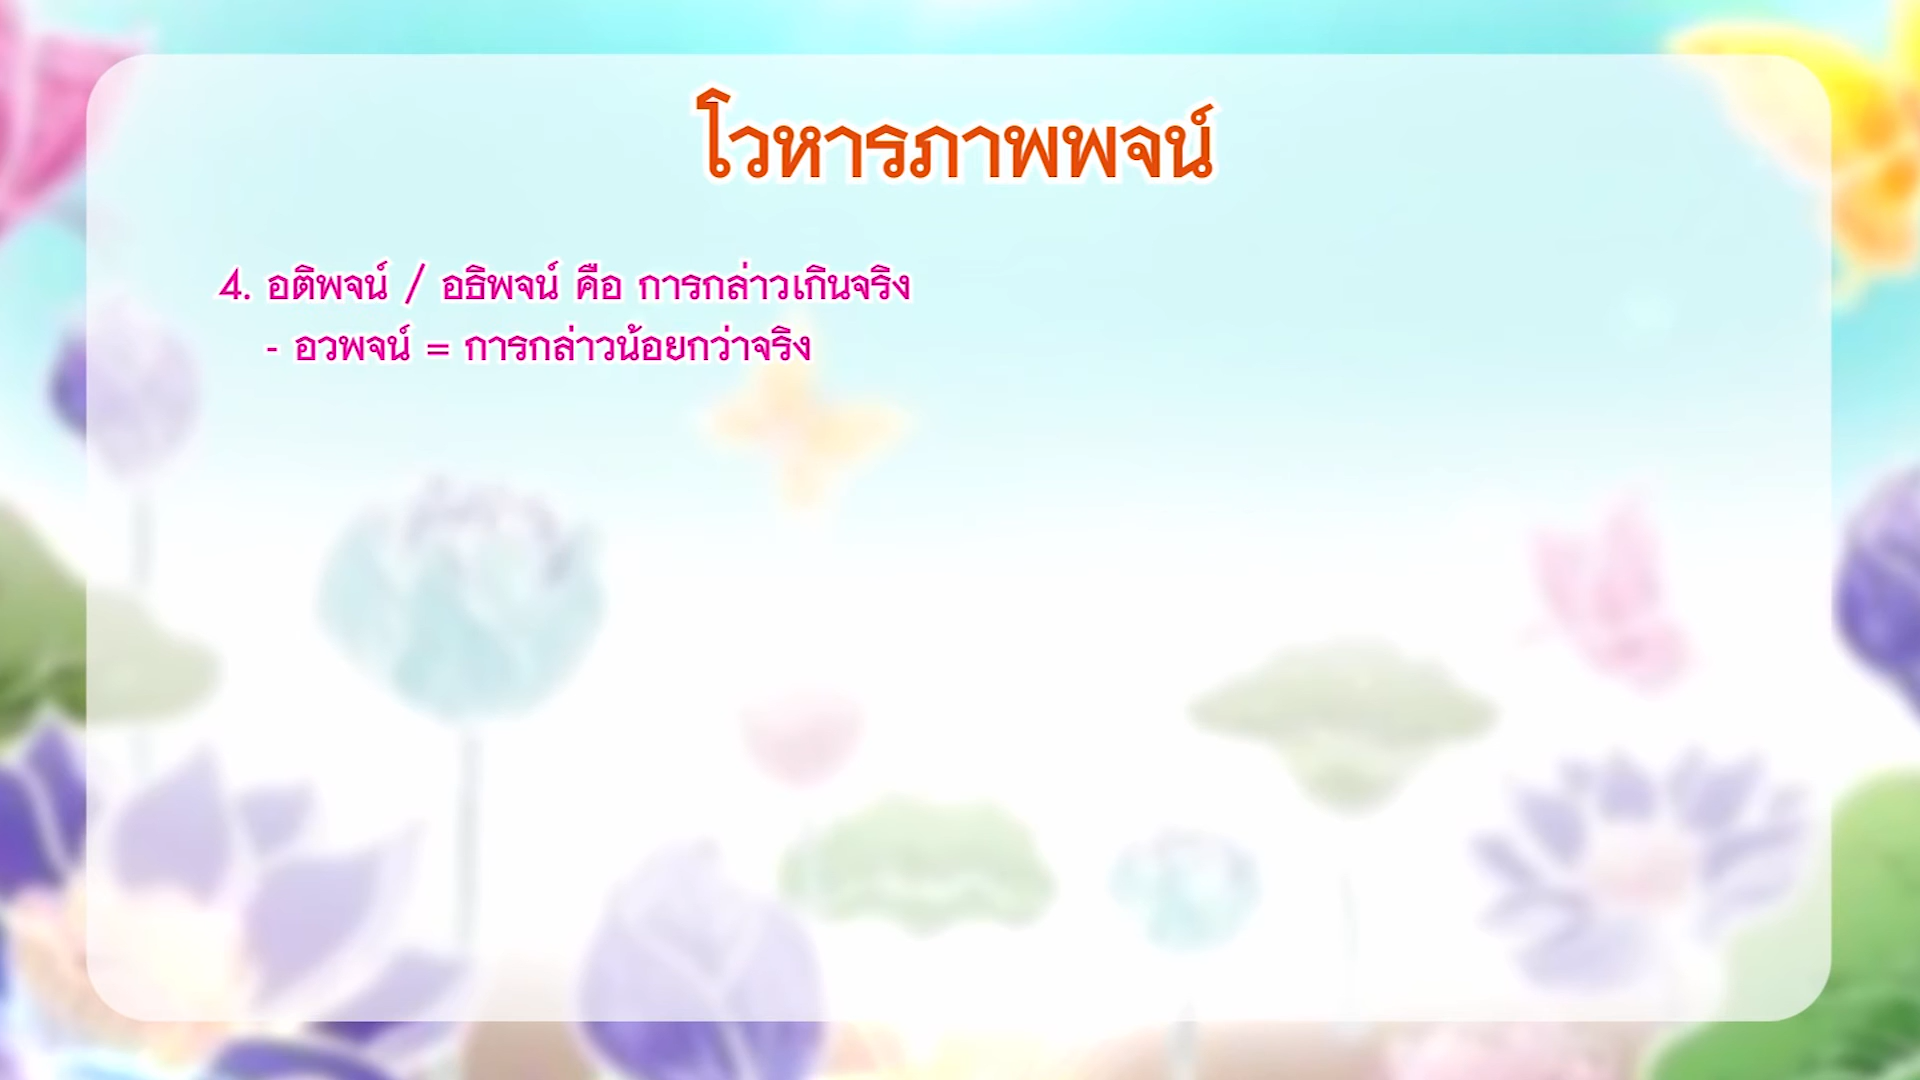 โวหารภาพพจน์
4. อติพจน์ / อธิพจน์ คือ การกล่าวเกินจริง
- อวพจน์ = การกล่าวน้อยกว่าจริง